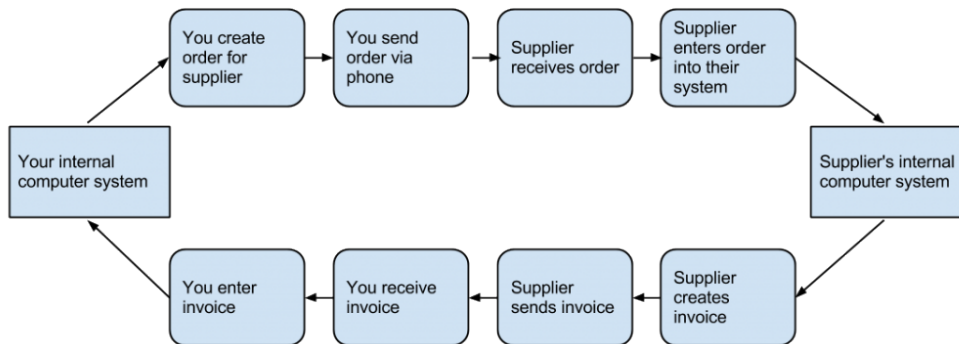 You create
order for
supplier
You send
order via
phone
Supplier
receives order
Supplier
enters order
into their
system
Your internal
computer system
Supplier's internal
computer system
You enter
invoice
You receive
invoice
Supplier
sends invoice
Supplier
creates
invoice